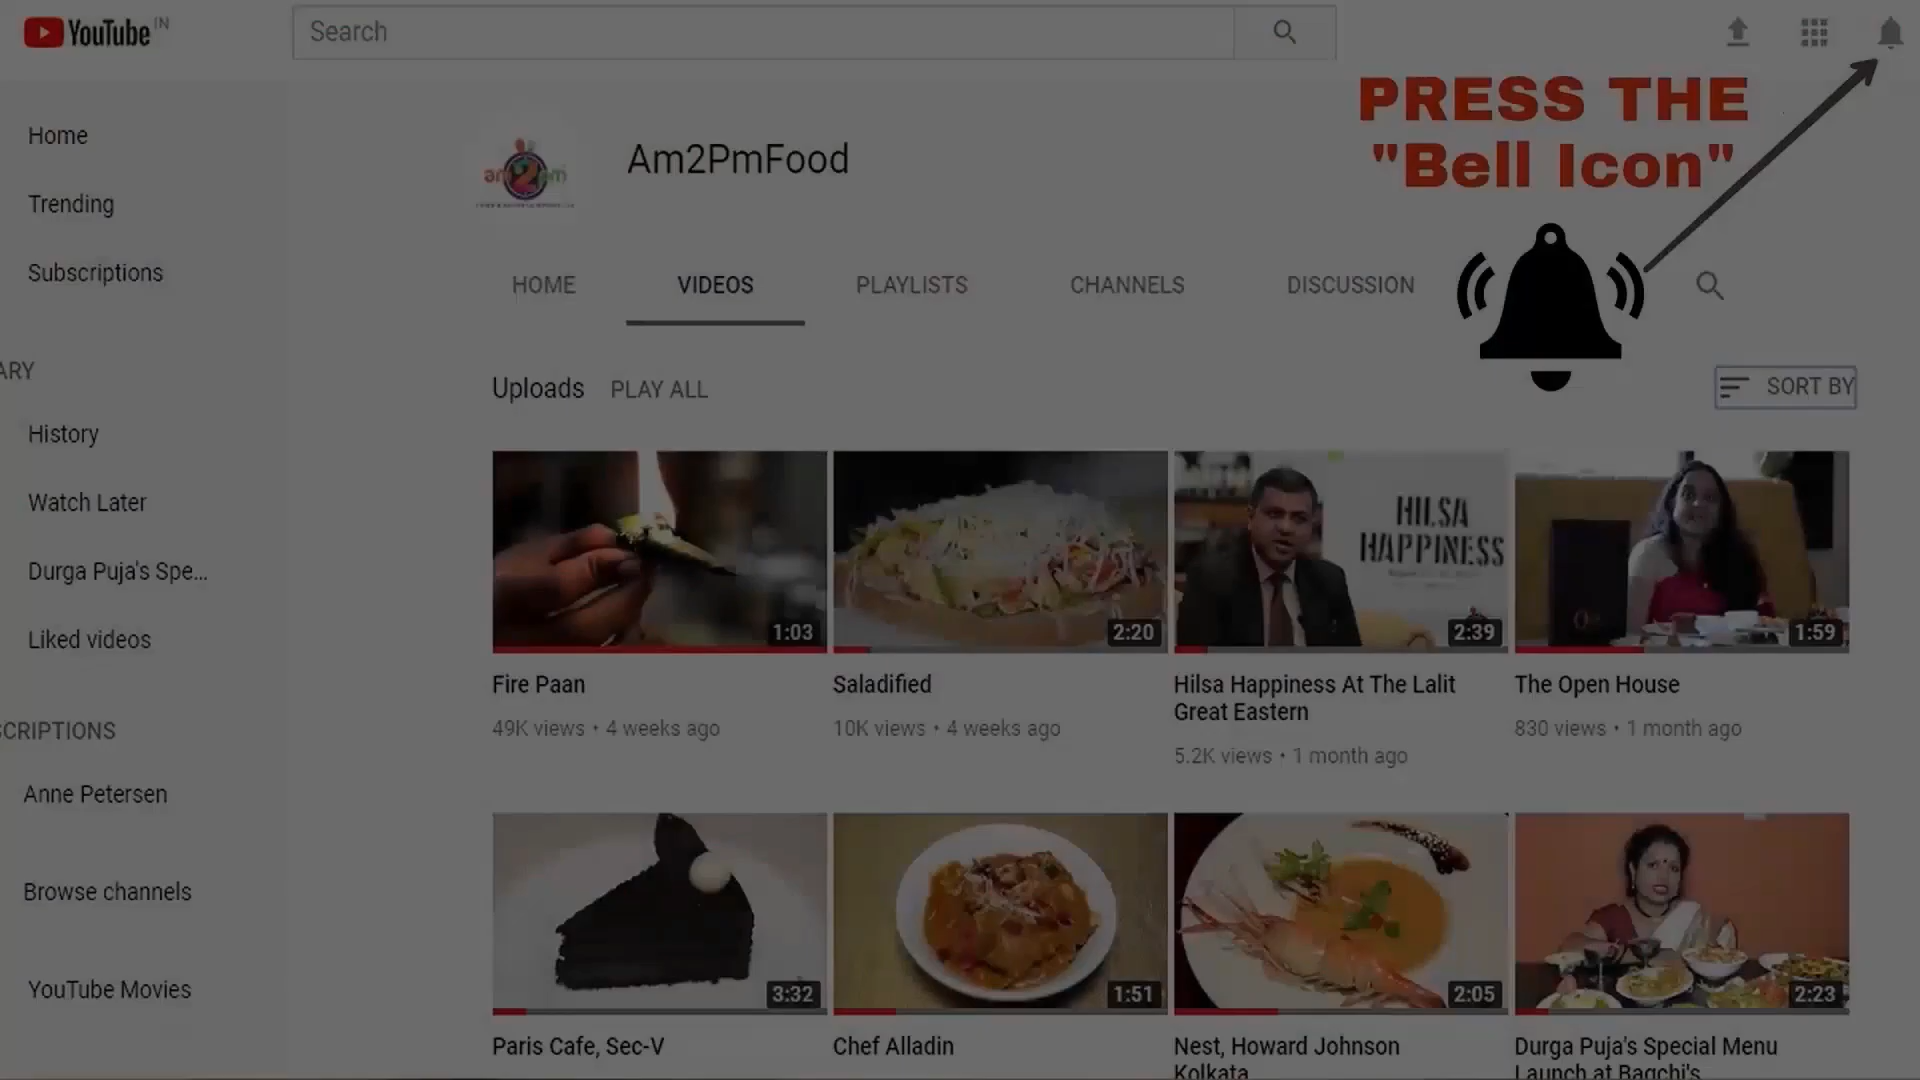 YouTube IN
Search
PRESS THE
"Bell Icon"
Home
Trending
Subscriptions
ARY
History
Watch Later
Durga Puja's Spe...
Liked videos
SCRIPTIONS
Anne Petersen
Browse channels
YouTube Movies
am2pm
Am2PmFood
HOME VIDEOS PLAYLISTS CHANNELS DISCUSSION
Uploads PLAY ALL SORT BY
HILSA
HAPPINESS
1:03 2:20 2:39 1:59
Fire Paan
49K views • 4 weeks ago
Saladified
10K views • 4 weeks ago
Hilsa Happiness At The Lalit
Great Eastern
5.2K views • 1 month ago
The Open House
830 views • 1 month ago
3:32 1:51 2:05 2:23
Paris Cafe, Sec-V
Chef Alladin
Nest, Howard Johnson
Kolkata
Durga Puja's Special Menu
Launch at Bagchi's